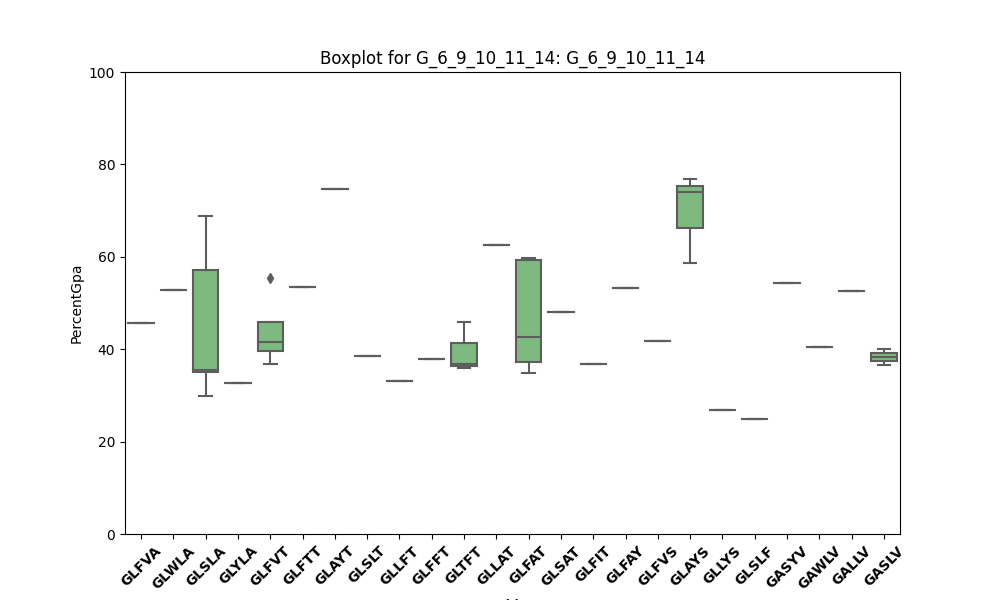 Boxplot for G_6_9_10_11_14: G_6_9_10_11_14
100
80
60
40
20
0
PercentGpa
GLFVA GLWLA GLSLA GLYLA GLFVT GLFTT GLAYT GLSLT GLLFT GLFFT GLTFT GLLAT GLFAT GLSAT GLFIT GLFAY GLFVS GLAYS GLLYS GLSLF GASYV GAWLV GALLV GASLV